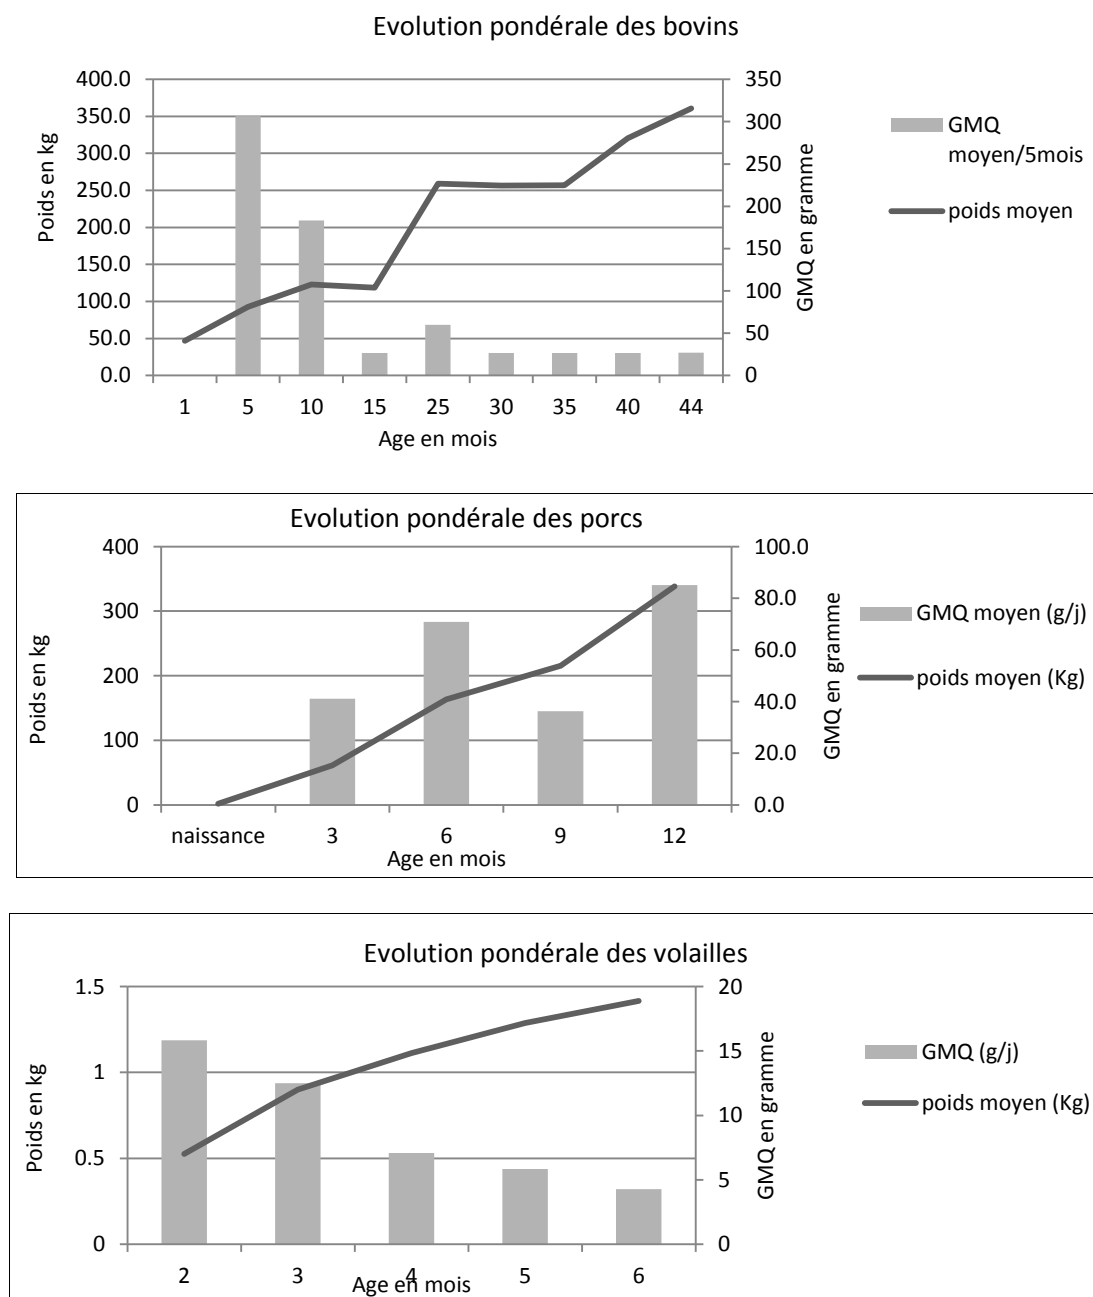 Evolution pondérale des bovins
400.0
350.0
300.0
250.0
200.0
150.0
100.0
50.0
0.0
Poids en kg
350
300
250
200
150
100
50
0
GMQ en gramme
1 5 10 15 25 30 35 40 44
Age en mois
GMQ
moyen/5mois
poids moyen
Evolution pondérale des porcs
400
300
200
100
0
Poids en kg
100.0
80.0
60.0
40.0
20.0
0.0
GMQ en gramme
naissance 3 6 9 12
Age en mois
GMQ moyen (g/j)
poids moyen (Kg)
Evolution pondérale des volailles
1.5
1
0.5
0
Poids en kg
20
15
10
5
0
GMQ en gramme
2 3 4 5 6
Age en mois
GMQ (g/j)
poids moyen (Kg)